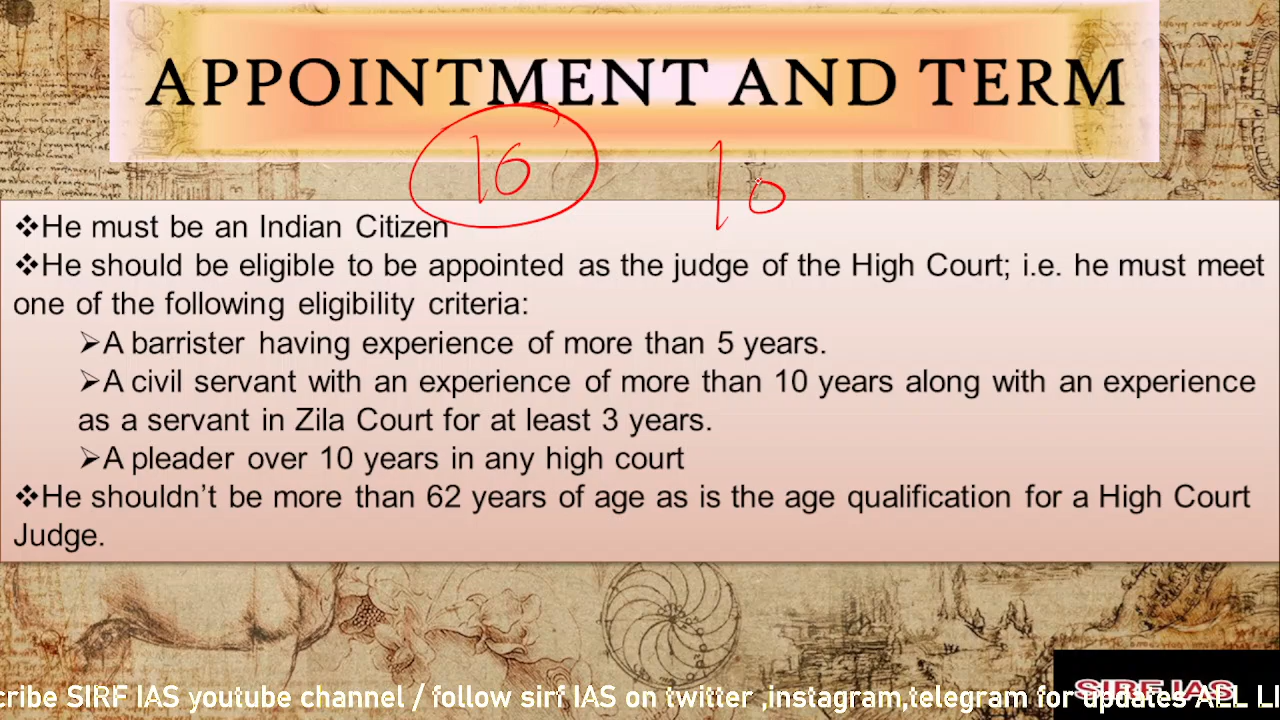 APPOINTMENT AND TERM
16 10
❖He must be an Indian Citizen
❖He should be eligible to be appointed as the judge of the High Court; i.e. he must meet
one of the following eligibility criteria:
➢A barrister having experience of more than 5 years.
➢A civil servant with an experience of more than 10 years along with an experience
as a servant in Zila Court for at least 3 years.
➢A pleader over 10 years in any high court
❖He shouldn’t be more than 62 years of age as is the age qualification for a High Court
Judge.
SIRF IAS
cribe SIRF IAS youtube channel / follow sirf IAS on twitter ,instagram,telegram for updates ALL LI